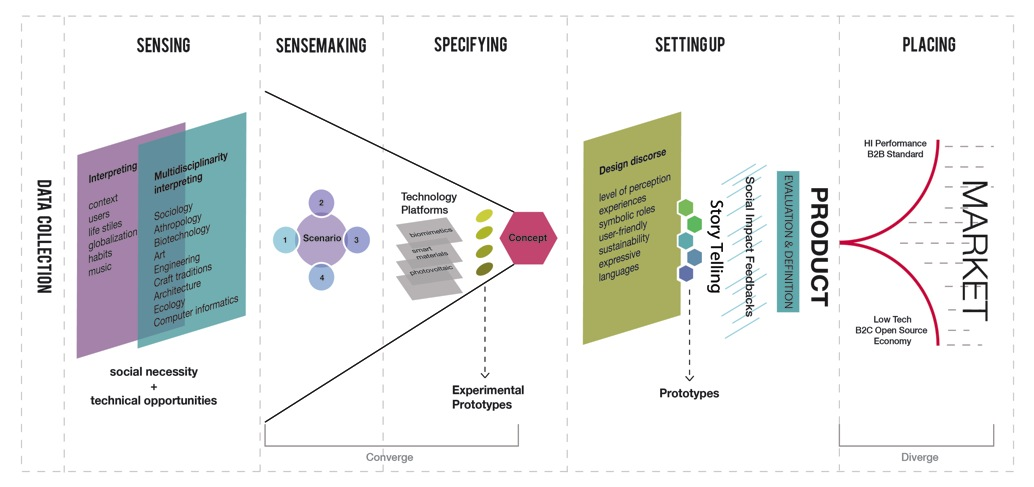 SENSING
SENSEMAKING
SPECIFYING
SETTING UP
PLACING
DATA COLLECTION
Interpreting
context
users
life stiles
globalization
habits
music
Multidisciplinarity
interpreting
Sociology
Athropology
Biotechnology
Art
Engineering
Craft traditions
Architecture
Ecology
Computer informatics
social necessity
+
technical opportunities
Scenario
1
2
3
4
Technology
Platforms
biomimetics
smart
materials
photovoltaic
Concept
Experimental
Prototypes
Converge
Design discorse
level of perception
experiences
symbolic roles
user-friendly
sustainability
expressive
languages
Story Telling
Social Impact Feedbacks
EVALUATION & DEFINITION
PRODUCT
Prototypes
HI Performance
B2B Standard
MARKET
Low Tech
B2C Open Source
Economy
Diverge